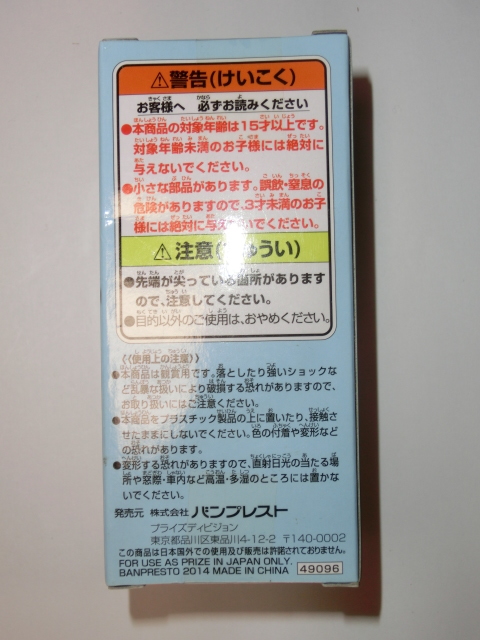 ⚠警告(けいこく)
お客様へ 必ずお読みください
●本商品の対象年齢は15才以上です。
対象年齢未満のお子様には絶対に
与えないでください。
●小さな部品があります。誤飲・窒息の
危険がありますので、3才未満のお子
様には絶対に与えないでください。
⚠注意(ちゅうい)
●先端が尖っている箇所があります
ので、注意してください。
●目的以外のご使用は、おやめください。
《使用上の注意》
●本商品は観賞用です。落としたり強いショックな
ど乱暴な扱いにより破損する恐れがありますので、
お取り扱いにはご注意ください。
●本商品をプラスチック製品の上に置いたり、接触さ
せたままにしないでください。色の付着や変形など
の恐れがあります。
●変形する恐れがありますので、直射日光の当たる場
所や窓際・車内など高温・多湿のところには置かな
いでください。
発売元 株式会社 バンプレスト
プライズディビジョン
東京都品川区東品川4-12-2 〒140-0002
この商品は日本国外での使用及び販売は許諾されておりません。
FOR USE AS PRIZE IN JAPAN ONLY.
BANPRESTO 2014 MADE IN CHINA 49096